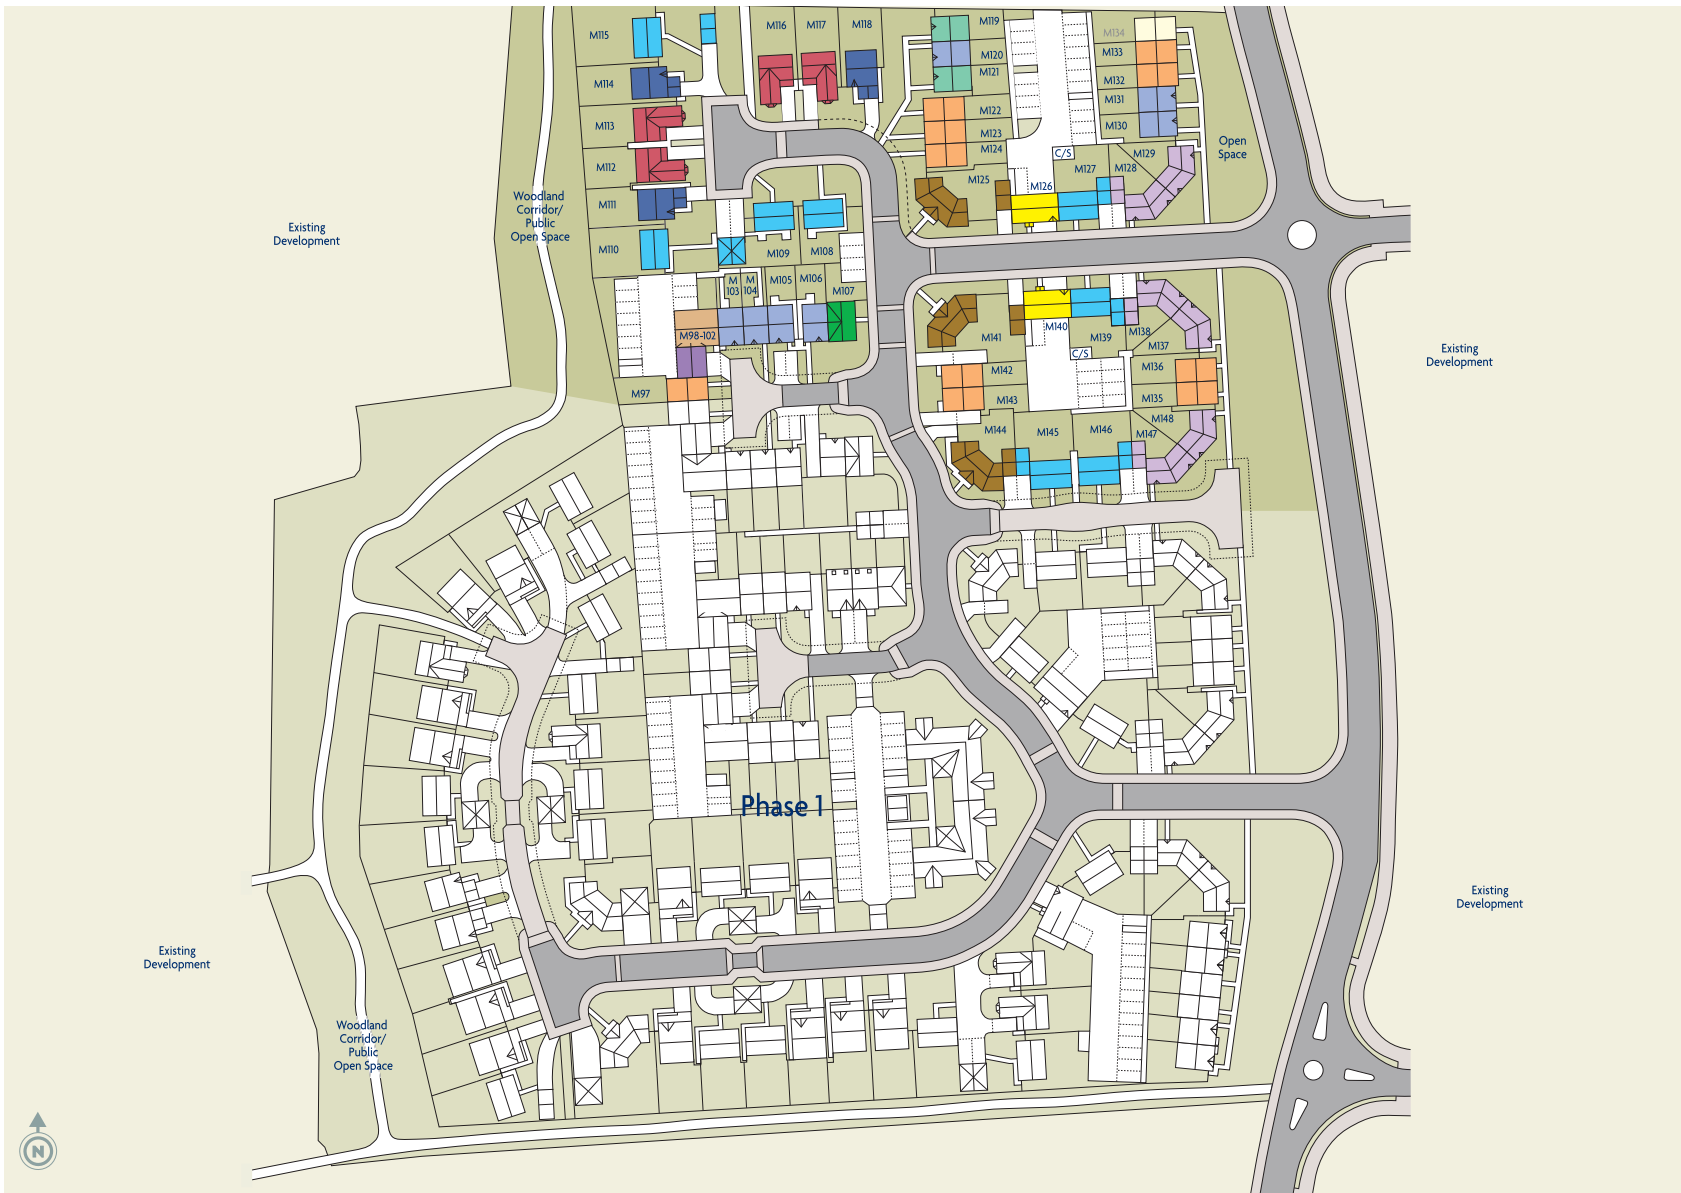 M115
M116
M117
M118
M119
M134
M133
M120
M121
M132
M114
M131
M122
M130
M113
M123
M124
Open
Space
C/S
M129
M112
M127
M128
M125
M126
M111
Woodland
Corridor/
Public
Open Space
Existing
Development
M110
M109
M108
M
103
M
104
M105
M106
M107
M98-102
M97
M141
M140
M139
M138
M137
C/S
M142
M136
M143
M135
M144
M145
M146
M148
M147
Existing
Development
Phase 1
Existing
Development
Existing
Development
Woodland
Corridor/
Public
Open Space
N